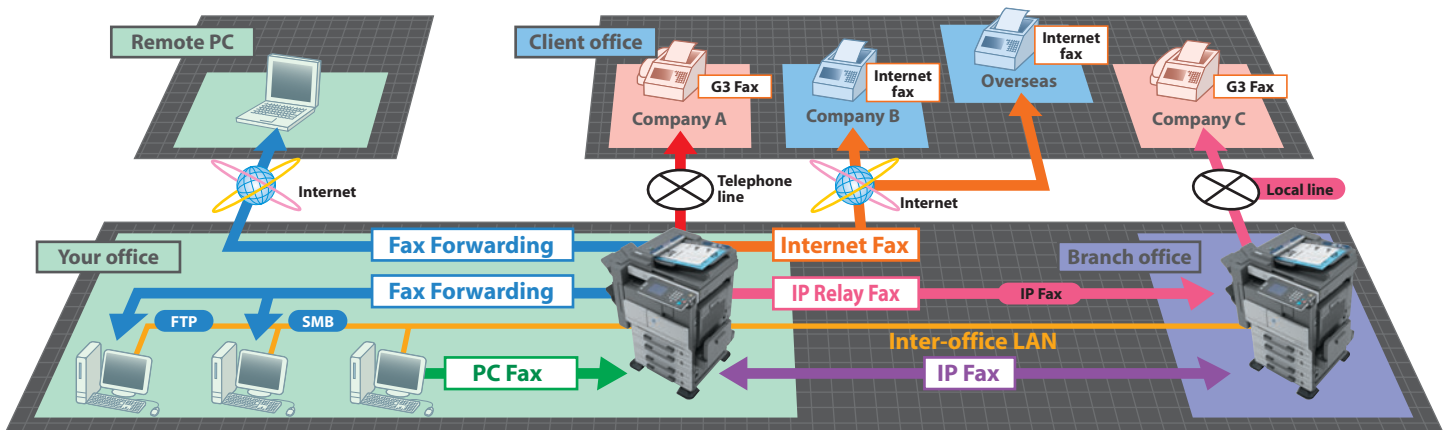 Remote PC
Internet
Client office
G3 Fax
Company A
Internet
fax
Company B
Internet
fax
Overseas
G3 Fax
Company C
Telephone
line
Internet
Local line
Your office
Fax Forwarding
Internet Fax
Branch office
Fax Forwarding
IP Relay Fax
IP Fax
FTP
SMB
Inter-office LAN
PC Fax
IP Fax